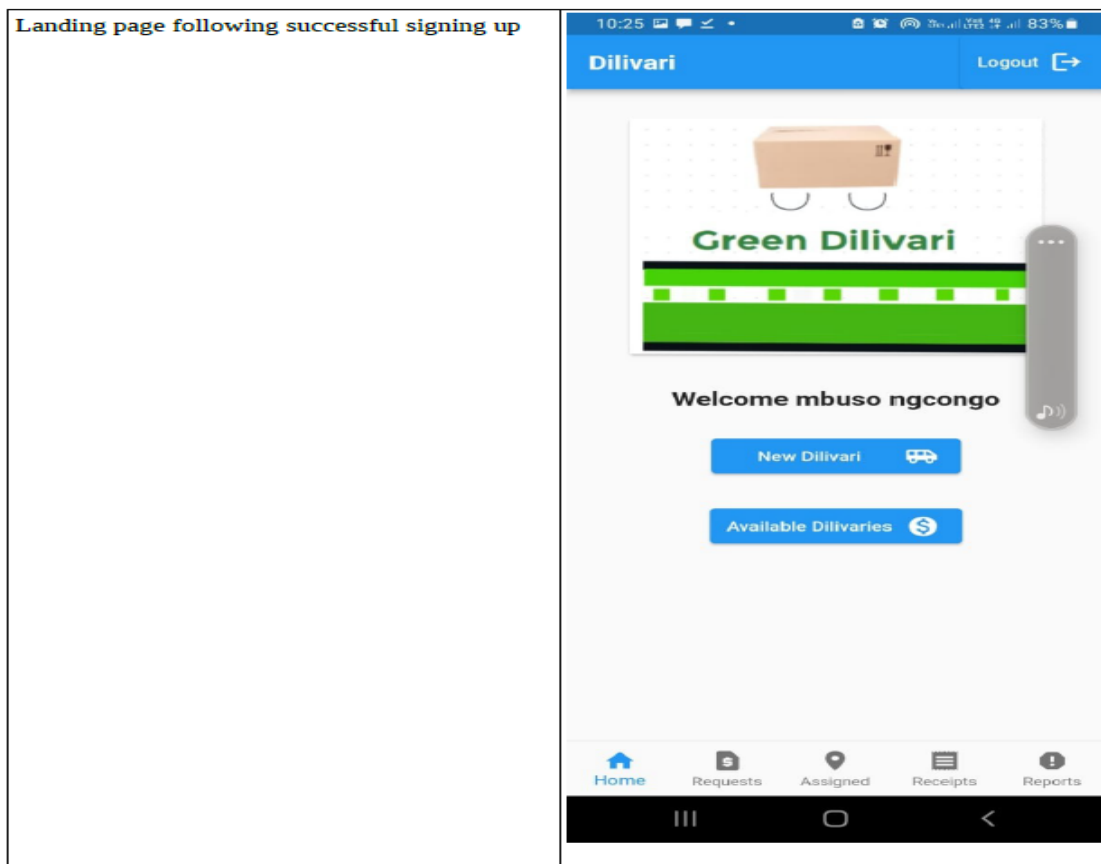 Landing page following successful signing up
10:25 83%
Dilivari Logout
Green Dilivari
Welcome mbuso ngcongo
New Dilivari
Available Dilivaries
Home Requests Assigned Receipts Reports